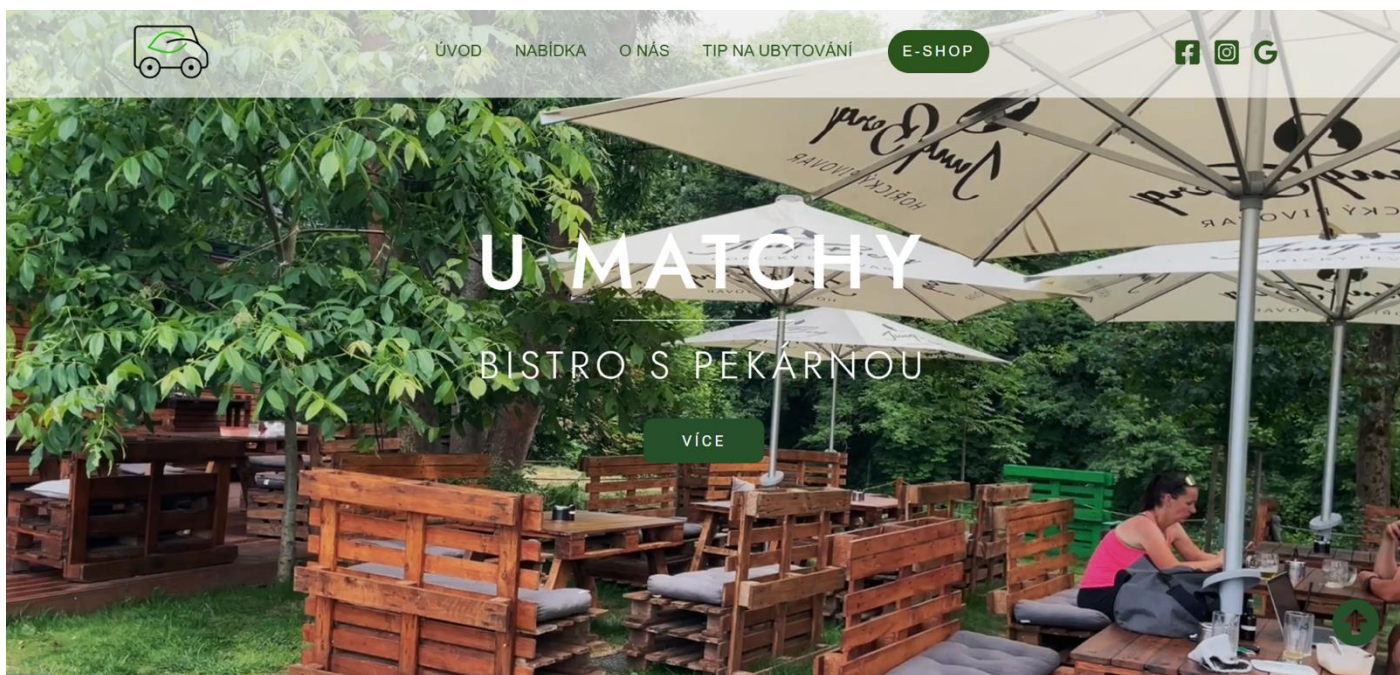 ÚVOD NABÍDKA O NÁS TIP NA UBYTOVÁNÍ E-SHOP
U MATCHY
BISTRO S PEKÁRNOU
VÍCE
HOŘICKÝ PIVOVAR